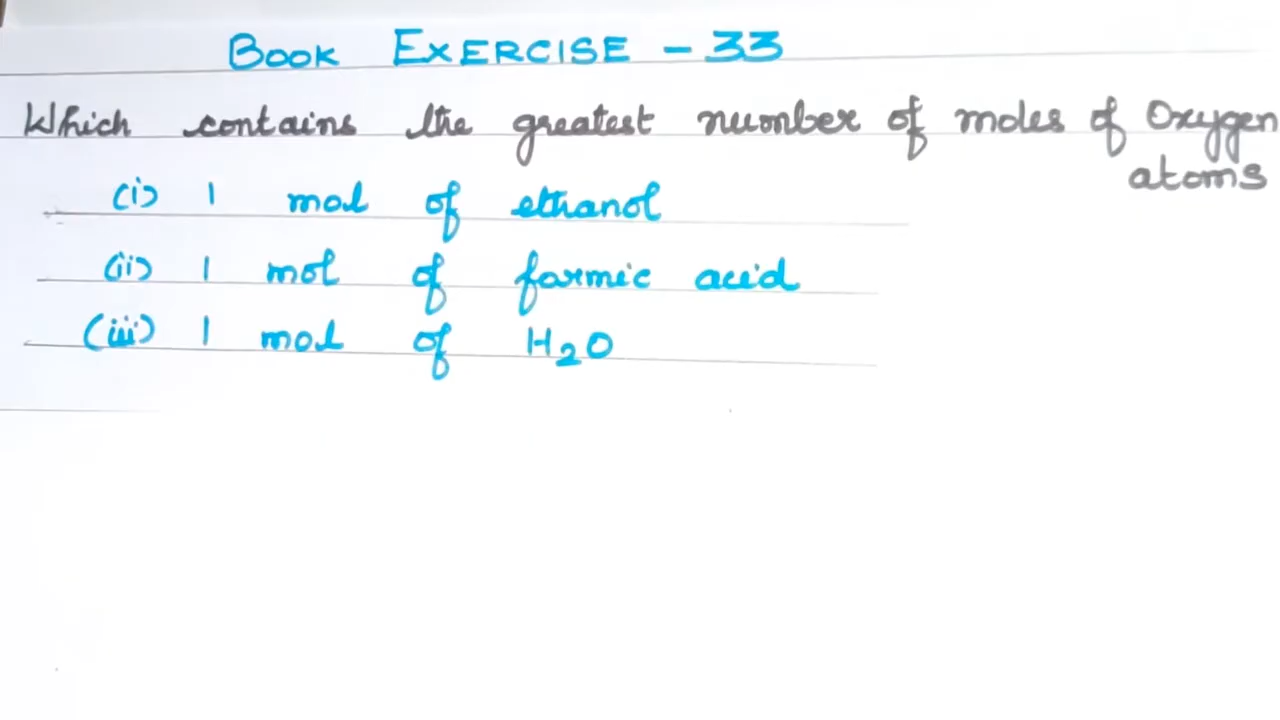 BOOK EXERCISE - 33
Which contains the greatest number of moles of Oxygen
atoms
(i) 1 mol of ethanol
(ii) 1 mol of formic acid
(iii) 1 mol of H2O